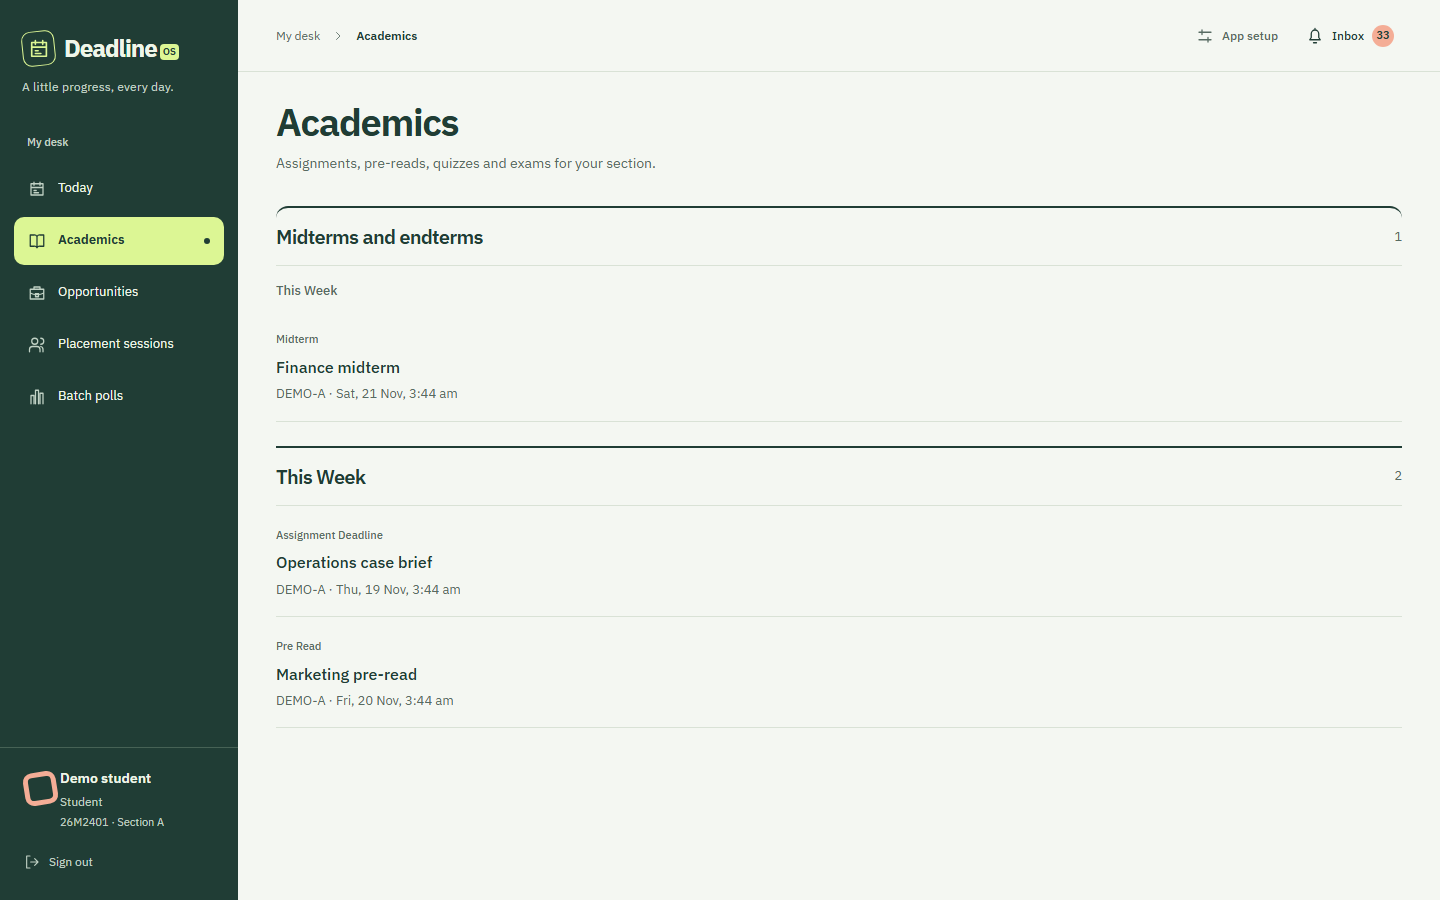 Deadline OS
A little progress, every day.
My desk
Today
Academics
Opportunities
Placement sessions
Batch polls
Demo student
Student
26M2401 · Section A
Sign out
My desk > Academics
App setup
Inbox 33
Academics
Assignments, pre-reads, quizzes and exams for your section.
Midterms and endterms 1
This Week
Midterm
Finance midterm
DEMO-A · Sat, 21 Nov, 3:44 am
This Week 2
Assignment Deadline
Operations case brief
DEMO-A · Thu, 19 Nov, 3:44 am
Pre Read
Marketing pre-read
DEMO-A · Fri, 20 Nov, 3:44 am